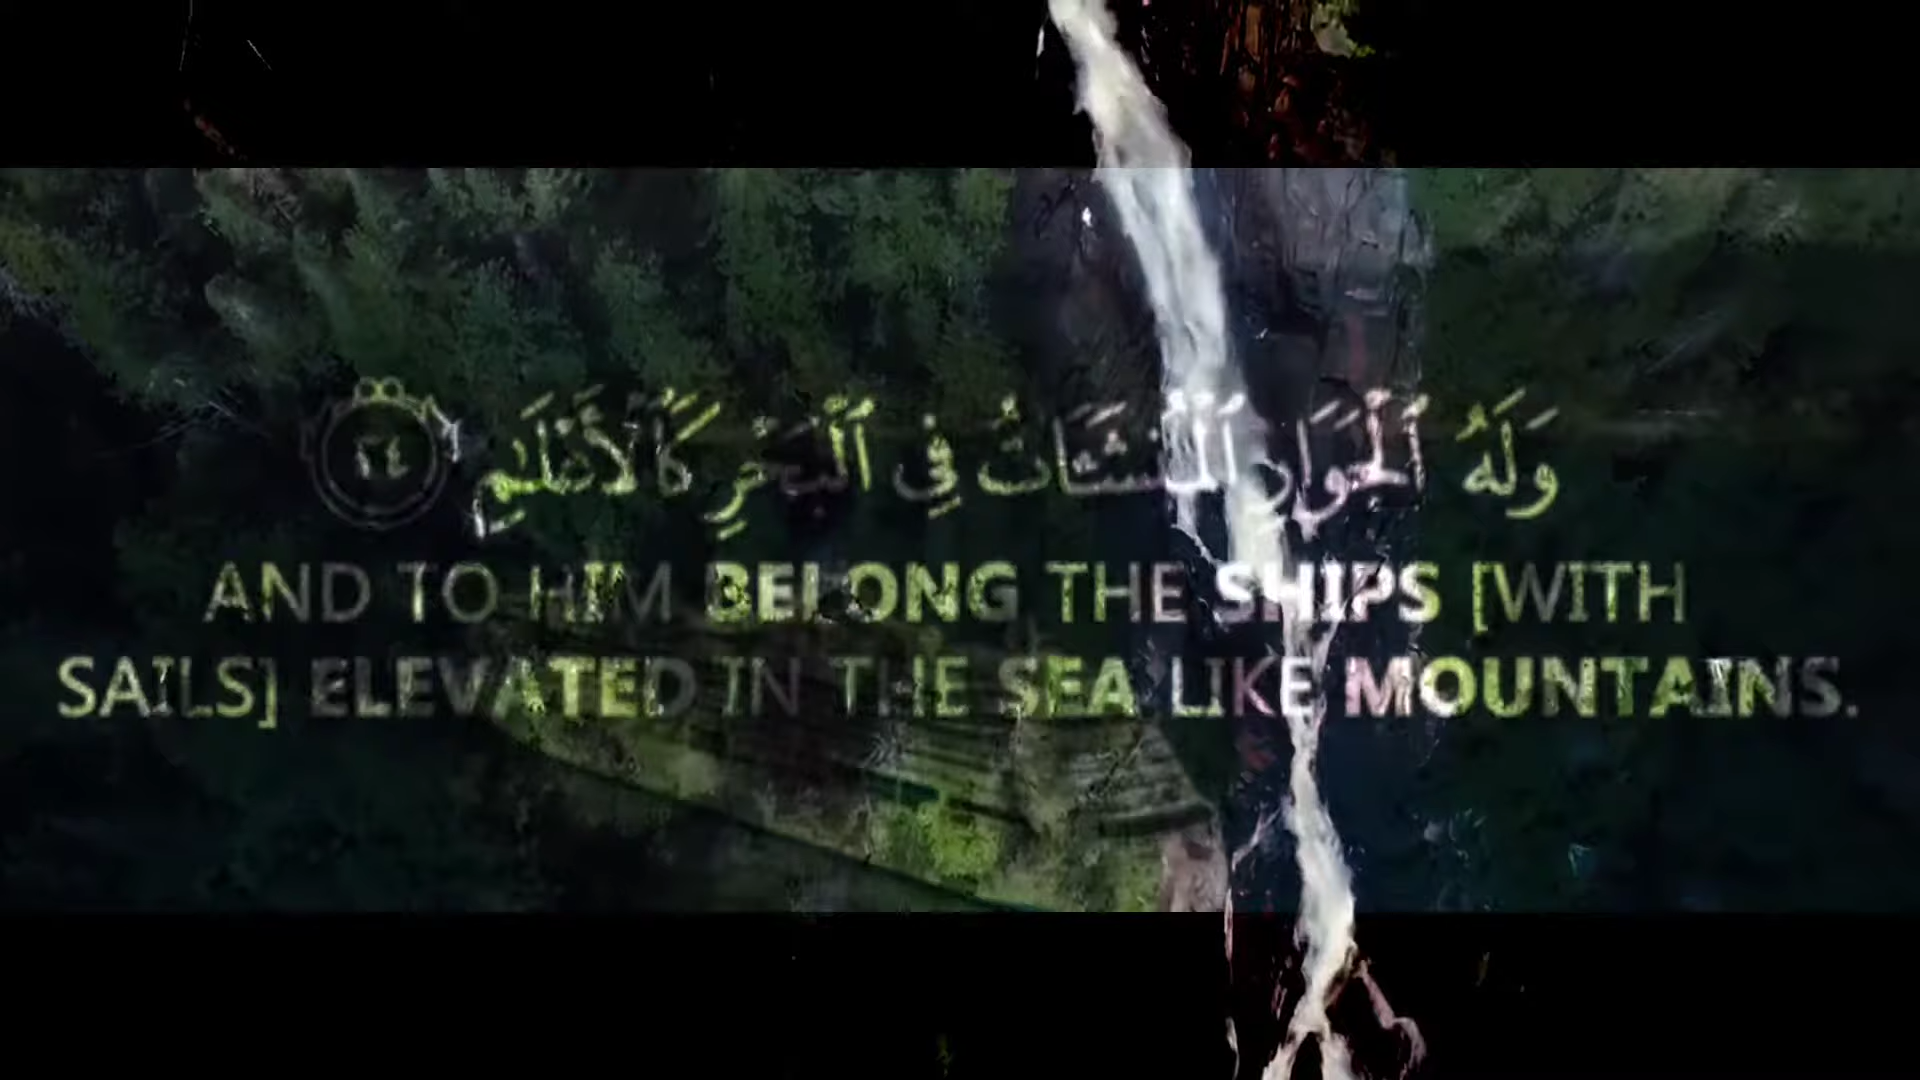 وَلَهُ ٱلْجَوَارِ ٱلْمُنشَـَٔاتُ فِى ٱلْبَحْرِ كَٱلْأَعْلَـٰمِ ٢٤
AND TO HIM BELONG THE SHIPS [WITH
SAILS] ELEVATED IN THE SEA LIKE MOUNTAINS.